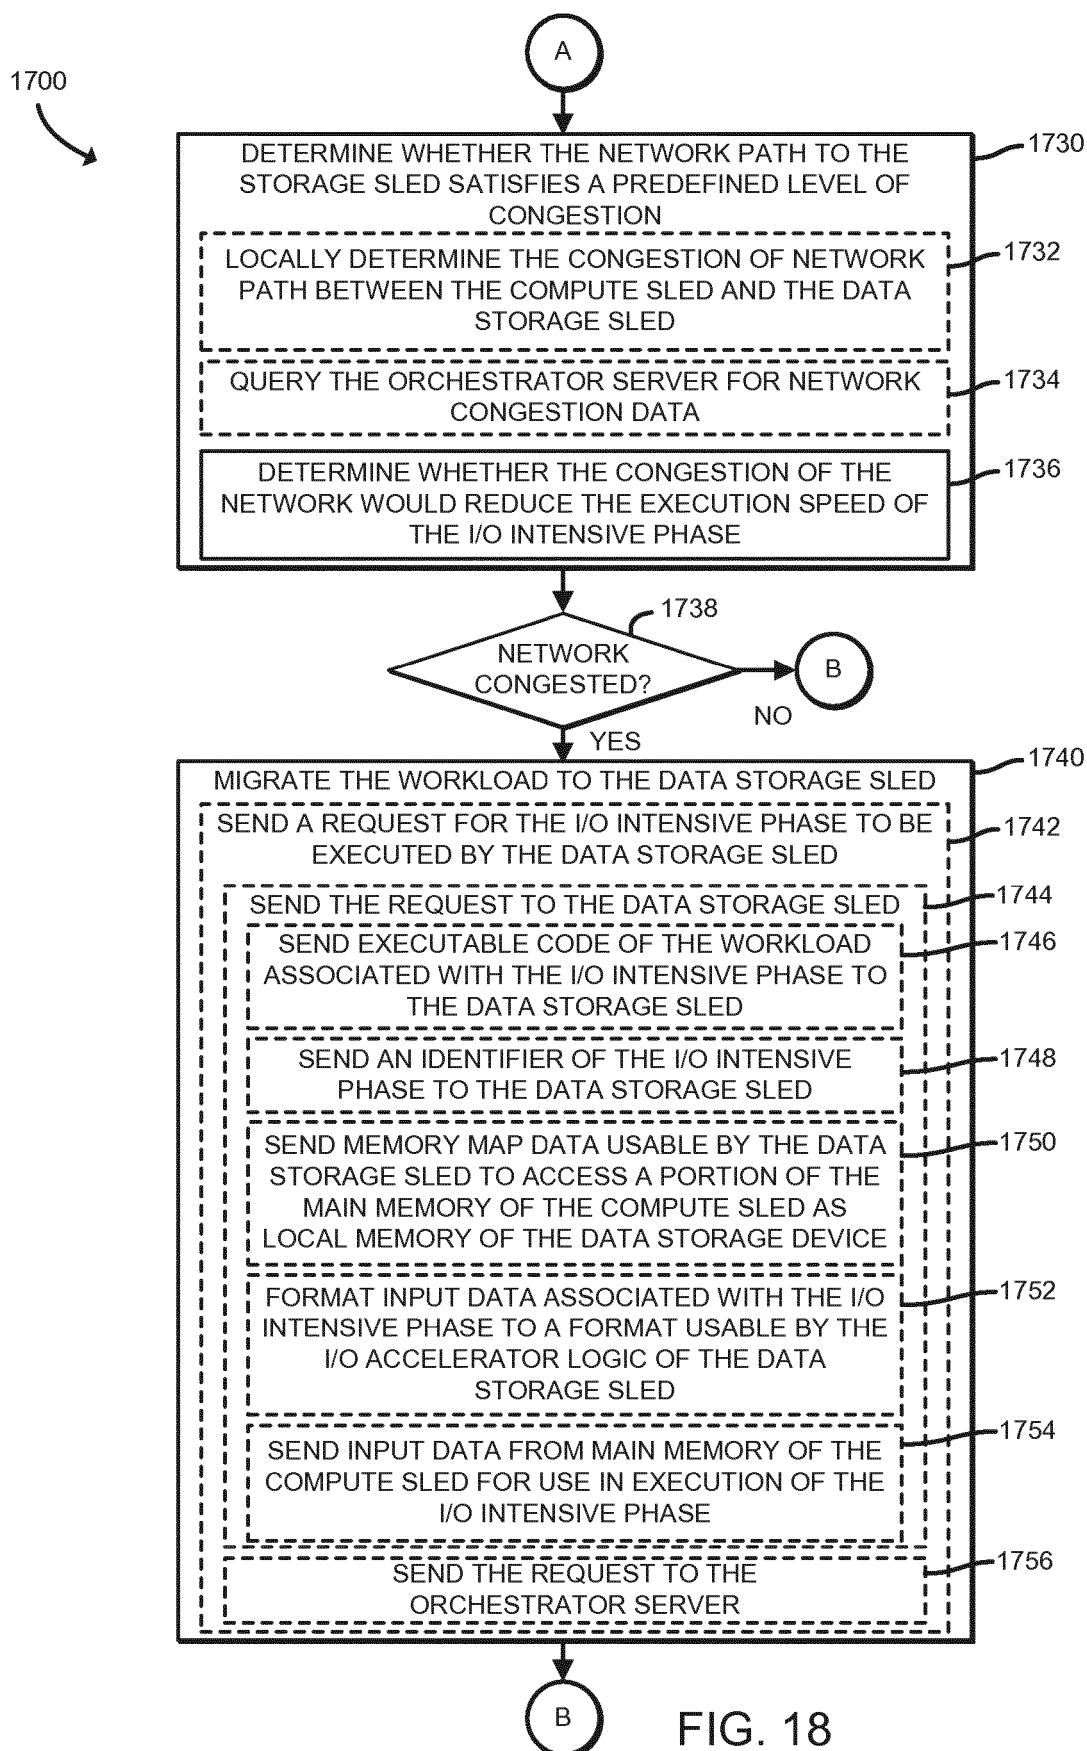 A
1700
DETERMINE WHETHER THE NETWORK PATH TO THE
STORAGE SLED SATISFIES A PREDEFINED LEVEL OF
CONGESTION
1730
LOCALLY DETERMINE THE CONGESTION OF NETWORK
PATH BETWEEN THE COMPUTE SLED AND THE DATA
STORAGE SLED
1732
QUERY THE ORCHESTRATOR SERVER FOR NETWORK
CONGESTION DATA
1734
DETERMINE WHETHER THE CONGESTION OF THE
NETWORK WOULD REDUCE THE EXECUTION SPEED OF
THE I/O INTENSIVE PHASE
1736
NETWORK
CONGESTED?
1738
B
NO
YES
MIGRATE THE WORKLOAD TO THE DATA STORAGE SLED
1740
SEND A REQUEST FOR THE I/O INTENSIVE PHASE TO BE
EXECUTED BY THE DATA STORAGE SLED
1742
SEND THE REQUEST TO THE DATA STORAGE SLED
1744
SEND EXECUTABLE CODE OF THE WORKLOAD
ASSOCIATED WITH THE I/O INTENSIVE PHASE TO
THE DATA STORAGE SLED
1746
SEND AN IDENTIFIER OF THE I/O INTENSIVE
PHASE TO THE DATA STORAGE SLED
1748
SEND MEMORY MAP DATA USABLE BY THE DATA
STORAGE SLED TO ACCESS A PORTION OF THE
MAIN MEMORY OF THE COMPUTE SLED AS
LOCAL MEMORY OF THE DATA STORAGE DEVICE
1750
FORMAT INPUT DATA ASSOCIATED WITH THE I/O
INTENSIVE PHASE TO A FORMAT USABLE BY THE
I/O ACCELERATOR LOGIC OF THE DATA
STORAGE SLED
1752
SEND INPUT DATA FROM MAIN MEMORY OF THE
COMPUTE SLED FOR USE IN EXECUTION OF THE
I/O INTENSIVE PHASE
1754
SEND THE REQUEST TO THE
ORCHESTRATOR SERVER
1756
B
FIG. 18